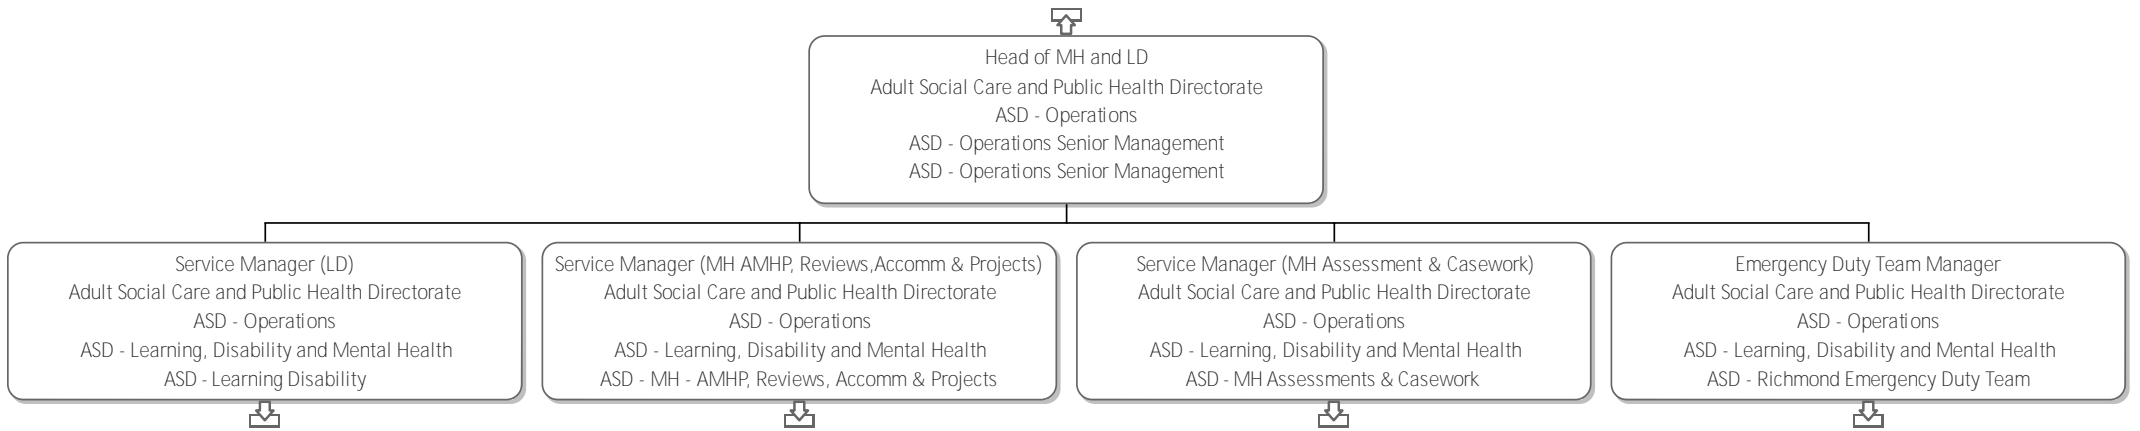 Head of MH and LD
Adult Social Care and Public Health Directorate
ASD - Operations
ASD - Operations Senior Management
ASD - Operations Senior Management
Service Manager (LD)
Adult Social Care and Public Health Directorate
ASD - Operations
ASD - Learning, Disability and Mental Health
ASD - Learning Disability
Service Manager (MH AMHP, Reviews,Accomm & Projects)
Adult Social Care and Public Health Directorate
ASD - Operations
ASD - Learning, Disability and Mental Health
ASD - MH - AMHP, Reviews, Accomm & Projects
Service Manager (MH Assessment & Casework)
Adult Social Care and Public Health Directorate
ASD - Operations
ASD - Learning, Disability and Mental Health
ASD - MH Assessments & Casework
Emergency Duty Team Manager
Adult Social Care and Public Health Directorate
ASD - Operations
ASD - Learning, Disability and Mental Health
ASD - Richmond Emergency Duty Team